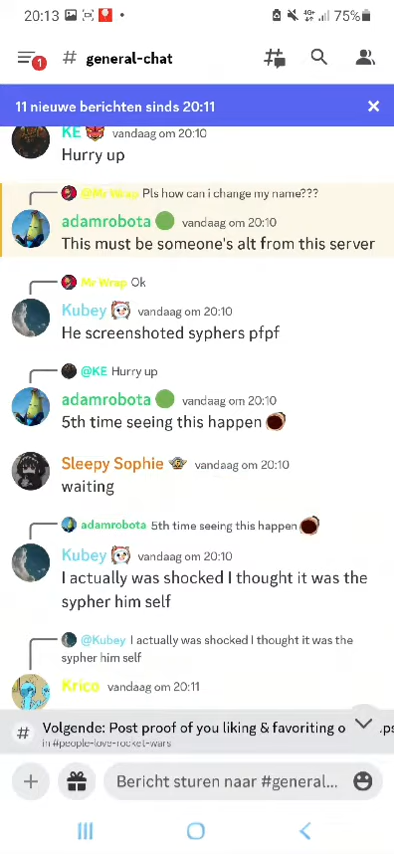 20:13
75%
1
# general-chat
11 nieuwe berichten sinds 20:11
KE vandaag om 20:10
Hurry up
@Mr Wrap Pls how can i change my name???
adamrobota vandaag om 20:10
This must be someone's alt from this server
Mr Wrap Ok
Kubey vandaag om 20:10
He screenshoted syphers pfpf
@KE Hurry up
adamrobota vandaag om 20:10
5th time seeing this happen
Sleepy Sophie vandaag om 20:10
waiting
adamrobota 5th time seeing this happen
Kubey vandaag om 20:10
I actually was shocked I thought it was the
sypher him self
@Kubey I actually was shocked I thought it was the
sypher him self
Krico vandaag om 20:11
# Volgende: Post proof of you liking & favoriting o ps
in #people-love-rocket-wars
Bericht sturen naar #general...